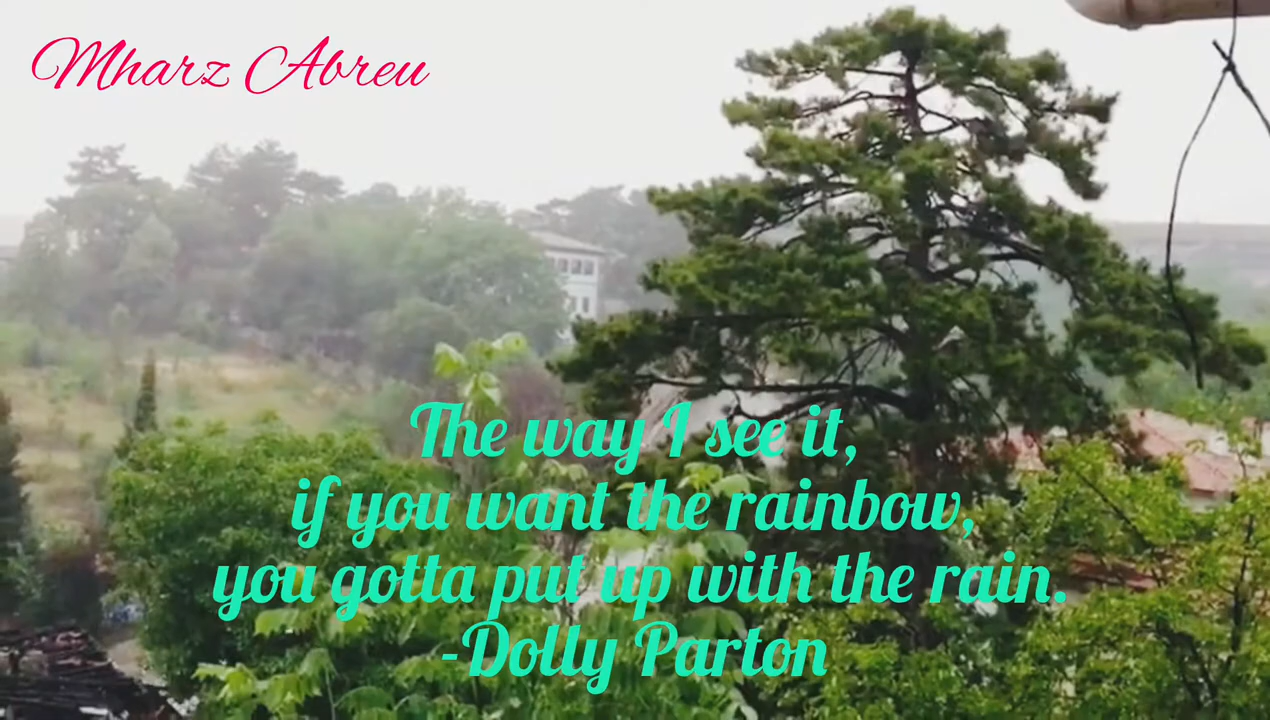 Mharz Abreu
The way I see it,
if you want the rainbow,
you gotta put up with the rain.
-Dolly Parton